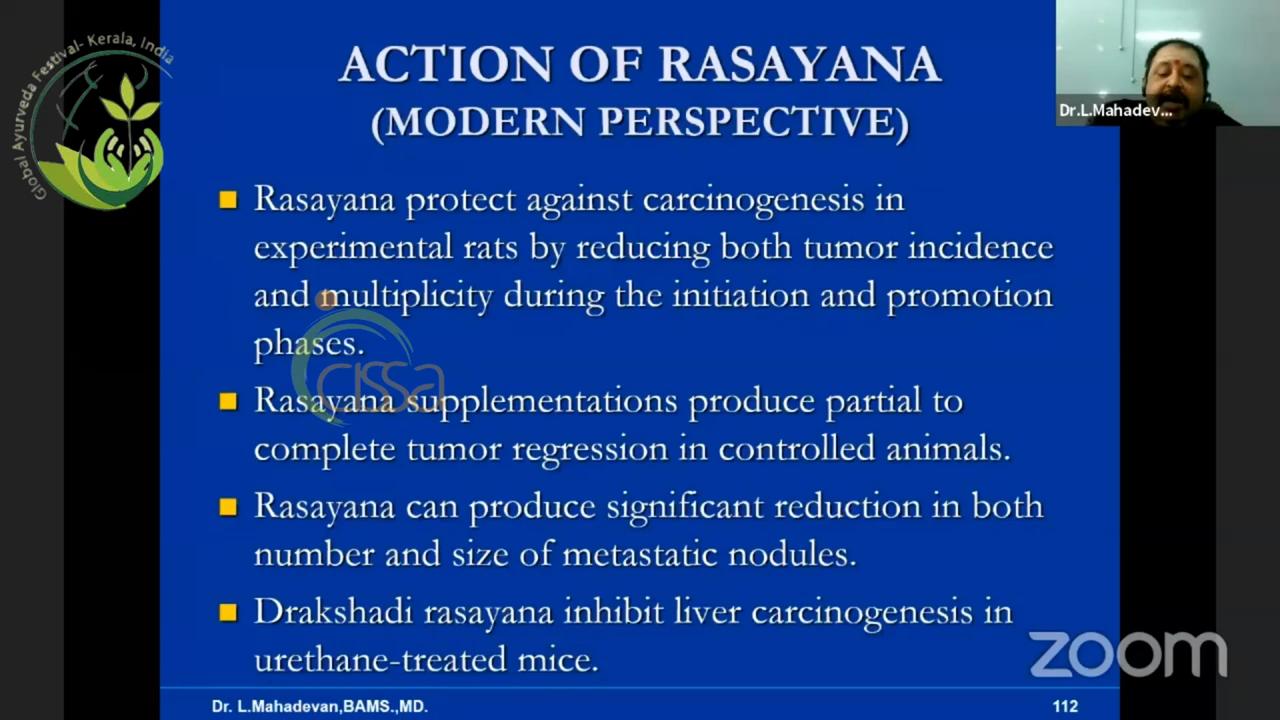 Global Ayurveda Festival- Kerala, India
ACTION OF RASAYANA
(MODERN PERSPECTIVE)
Dr.L.Mahadev...
Rasayana protect against carcinogenesis in
experimental rats by reducing both tumor incidence
and multiplicity during the initiation and promotion
phases.
cissa
Rasayana supplementations produce partial to
complete tumor regression in controlled animals.
Rasayana can produce significant reduction in both
number and size of metastatic nodules.
Drakshadi rasayana inhibit liver carcinogenesis in
urethane-treated mice.
zoom
Dr. L.Mahadevan,BAMS.,MD.
112